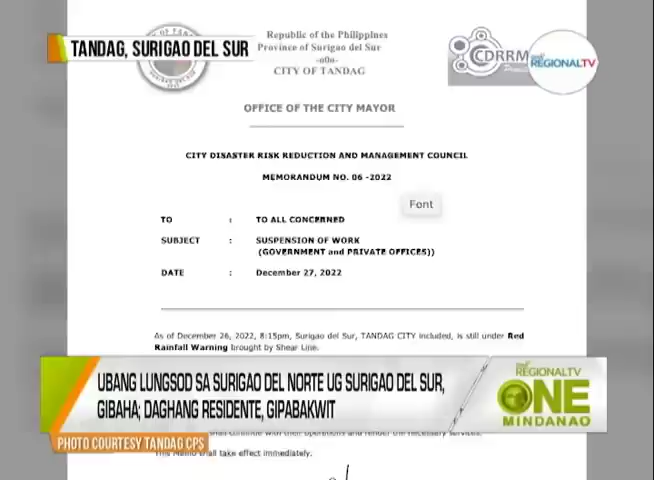 TANDAG, SURIGAO DEL SUR
Republic of the Philippines
Province of Surigao del Sur
-o0o-
CITY OF TANDAG
CDRRM
REGIONALTV
OFFICE OF THE CITY MAYOR
CITY DISASTER RISK REDUCTION AND MANAGEMENT COUNCIL
MEMORANDUM NO. 06 -2022
Font
TO : TO ALL CONCERNED
SUBJECT : SUSPENSION OF WORK
(GOVERNMENT and PRIVATE OFFICES))
DATE : December 27, 2022
As of December 26, 2022, 8:15pm, Surigao del Sur, TANDAG CITY included, is still under Red
Rainfall Warning brought by Shear Line.
UBANG LUNGSOD SA SURIGAO DEL NORTE UG SURIGAO DEL SUR,
GIBAHA; DAGHANG RESIDENTE, GIPABAKWIT
REGIONALTV
ONE
MINDANAO
PHOTO COURTESY TANDAG CPS
continue with their operations and render the necessary services.
This Memo shall take effect immediately.